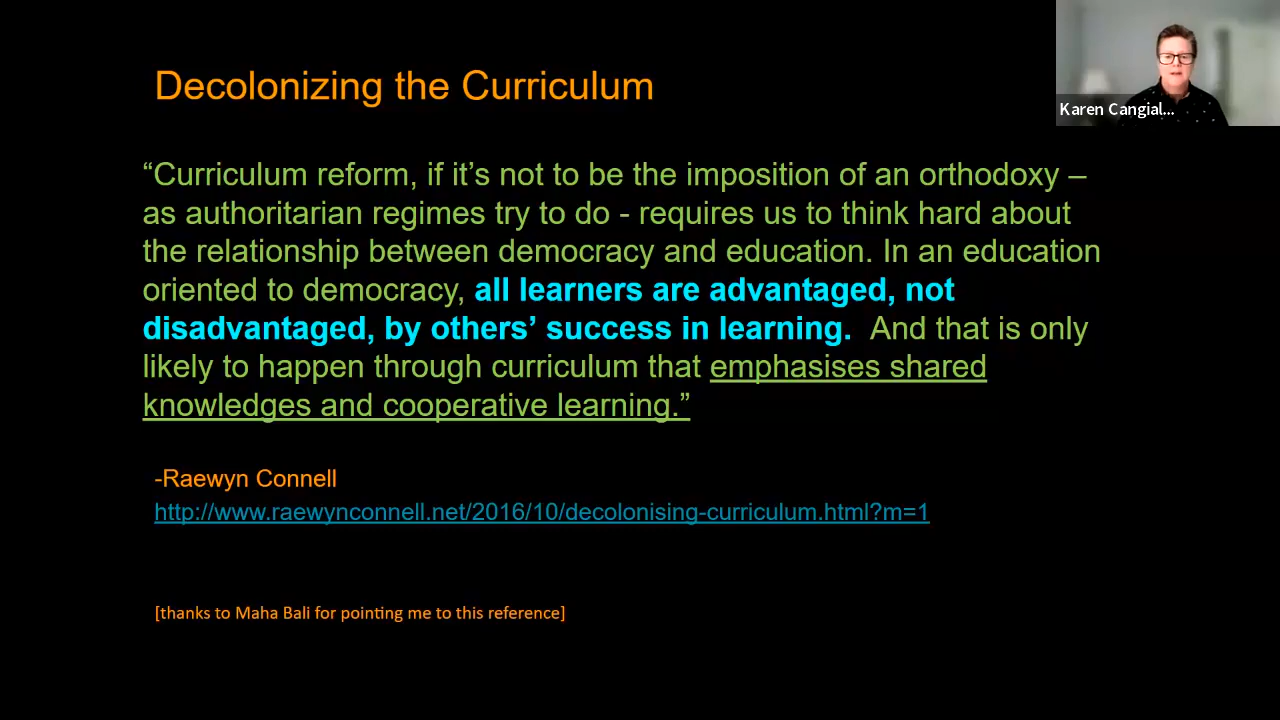 Decolonizing the Curriculum
Karen Cangial...
“Curriculum reform, if it’s not to be the imposition of an orthodoxy –
as authoritarian regimes try to do - requires us to think hard about
the relationship between democracy and education. In an education
oriented to democracy, all learners are advantaged, not
disadvantaged, by others’ success in learning.  And that is only
likely to happen through curriculum that emphasises shared
knowledges and cooperative learning.”
-Raewyn Connell
http://www.raewynconnell.net/2016/10/decolonising-curriculum.html?m=1
[thanks to Maha Bali for pointing me to this reference]